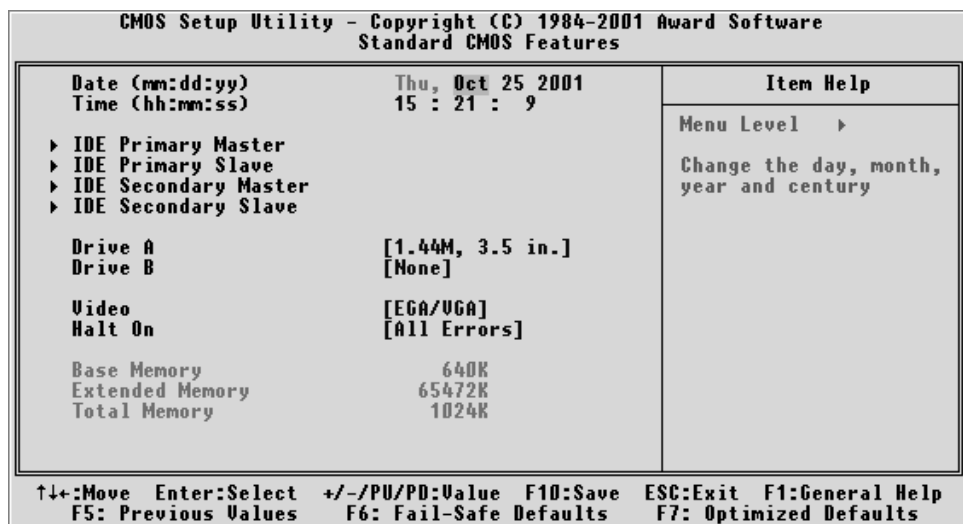 CMOS Setup Utility - Copyright (C) 1984-2001 Award Software
Standard CMOS Features
Date (mm:dd:yy) Thu, Oct 25 2001
Time (hh:mm:ss) 15 : 21 : 9
▸ IDE Primary Master
▸ IDE Primary Slave
▸ IDE Secondary Master
▸ IDE Secondary Slave
Drive A [1.44M, 3.5 in.]
Drive B [None]
Video [EGA/VGA]
Halt On [All Errors]
Base Memory 640K
Extended Memory 65472K
Total Memory 1024K
Item Help
Menu Level ▸
Change the day, month,
year and century
↑↓←:Move Enter:Select +/-/PU/PD:Value F10:Save ESC:Exit F1:General Help
F5: Previous Values F6: Fail-Safe Defaults F7: Optimized Defaults